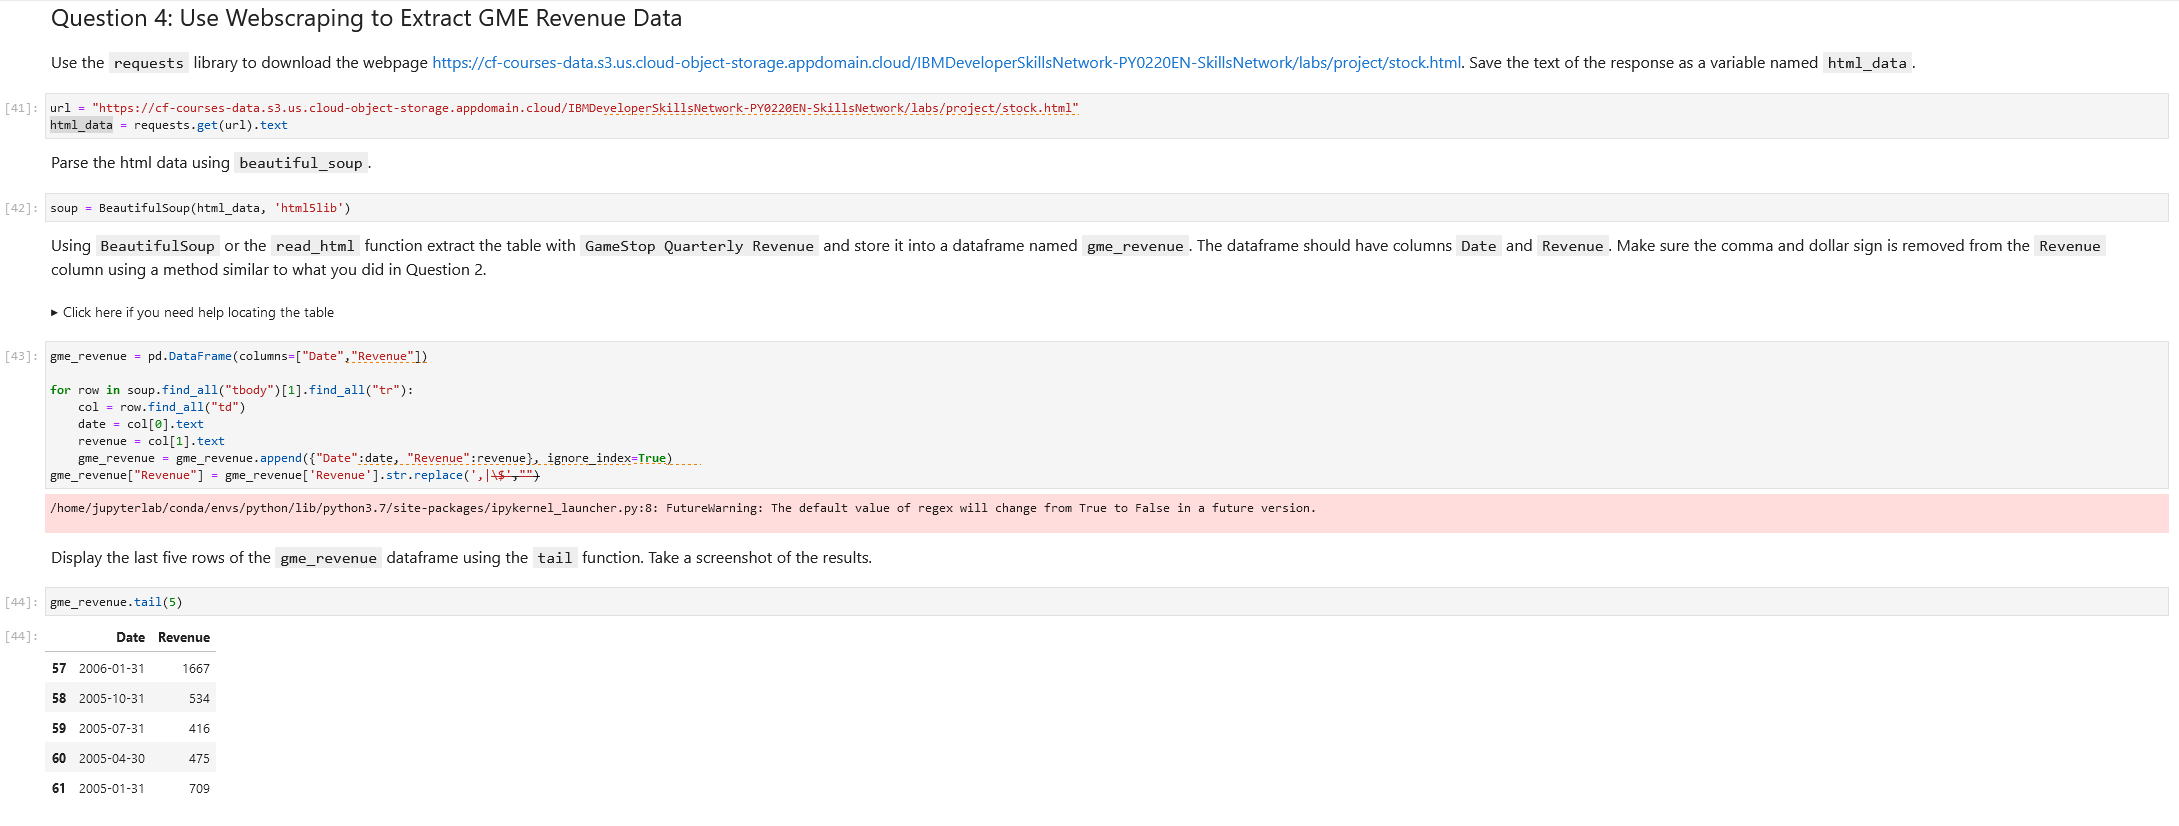 Question 4: Use Webscraping to Extract GME Revenue Data
Use the requests library to download the webpage https://cf-courses-data.s3.us.cloud-object-storage.appdomain.cloud/IBMDeveloperSkillsNetwork-PY0220EN-SkillsNetwork/labs/project/stock.html. Save the text of the response as a variable named html_data.
[41]: url = "https://cf-courses-data.s3.us.cloud-object-storage.appdomain.cloud/IBMDeveloperSkillsNetwork-PY0220EN-SkillsNetwork/labs/project/stock.html"
html_data = requests.get(url).text
Parse the html data using beautiful_soup.
[42]: soup = BeautifulSoup(html_data, 'html5lib')
Using BeautifulSoup or the read_html function extract the table with GameStop Quarterly Revenue and store it into a dataframe named gme_revenue. The dataframe should have columns Date and Revenue. Make sure the comma and dollar sign is removed from the Revenue
column using a method similar to what you did in Question 2.
▸ Click here if you need help locating the table
[43]: gme_revenue = pd.DataFrame(columns=["Date","Revenue"])
for row in soup.find_all("tbody")[1].find_all("tr"):
    col = row.find_all("td")
    date = col[0].text
    revenue = col[1].text
    gme_revenue = gme_revenue.append({"Date":date, "Revenue":revenue}, ignore_index=True)
gme_revenue["Revenue"] = gme_revenue['Revenue'].str.replace(',|\$',"")
/home/jupyterlab/conda/envs/python/lib/python3.7/site-packages/ipykernel_launcher.py:8: FutureWarning: The default value of regex will change from True to False in a future version.
Display the last five rows of the gme_revenue dataframe using the tail function. Take a screenshot of the results.
[44]: gme_revenue.tail(5)
[44]: Date Revenue
57 2006-01-31 1667
58 2005-10-31 534
59 2005-07-31 416
60 2005-04-30 475
61 2005-01-31 709